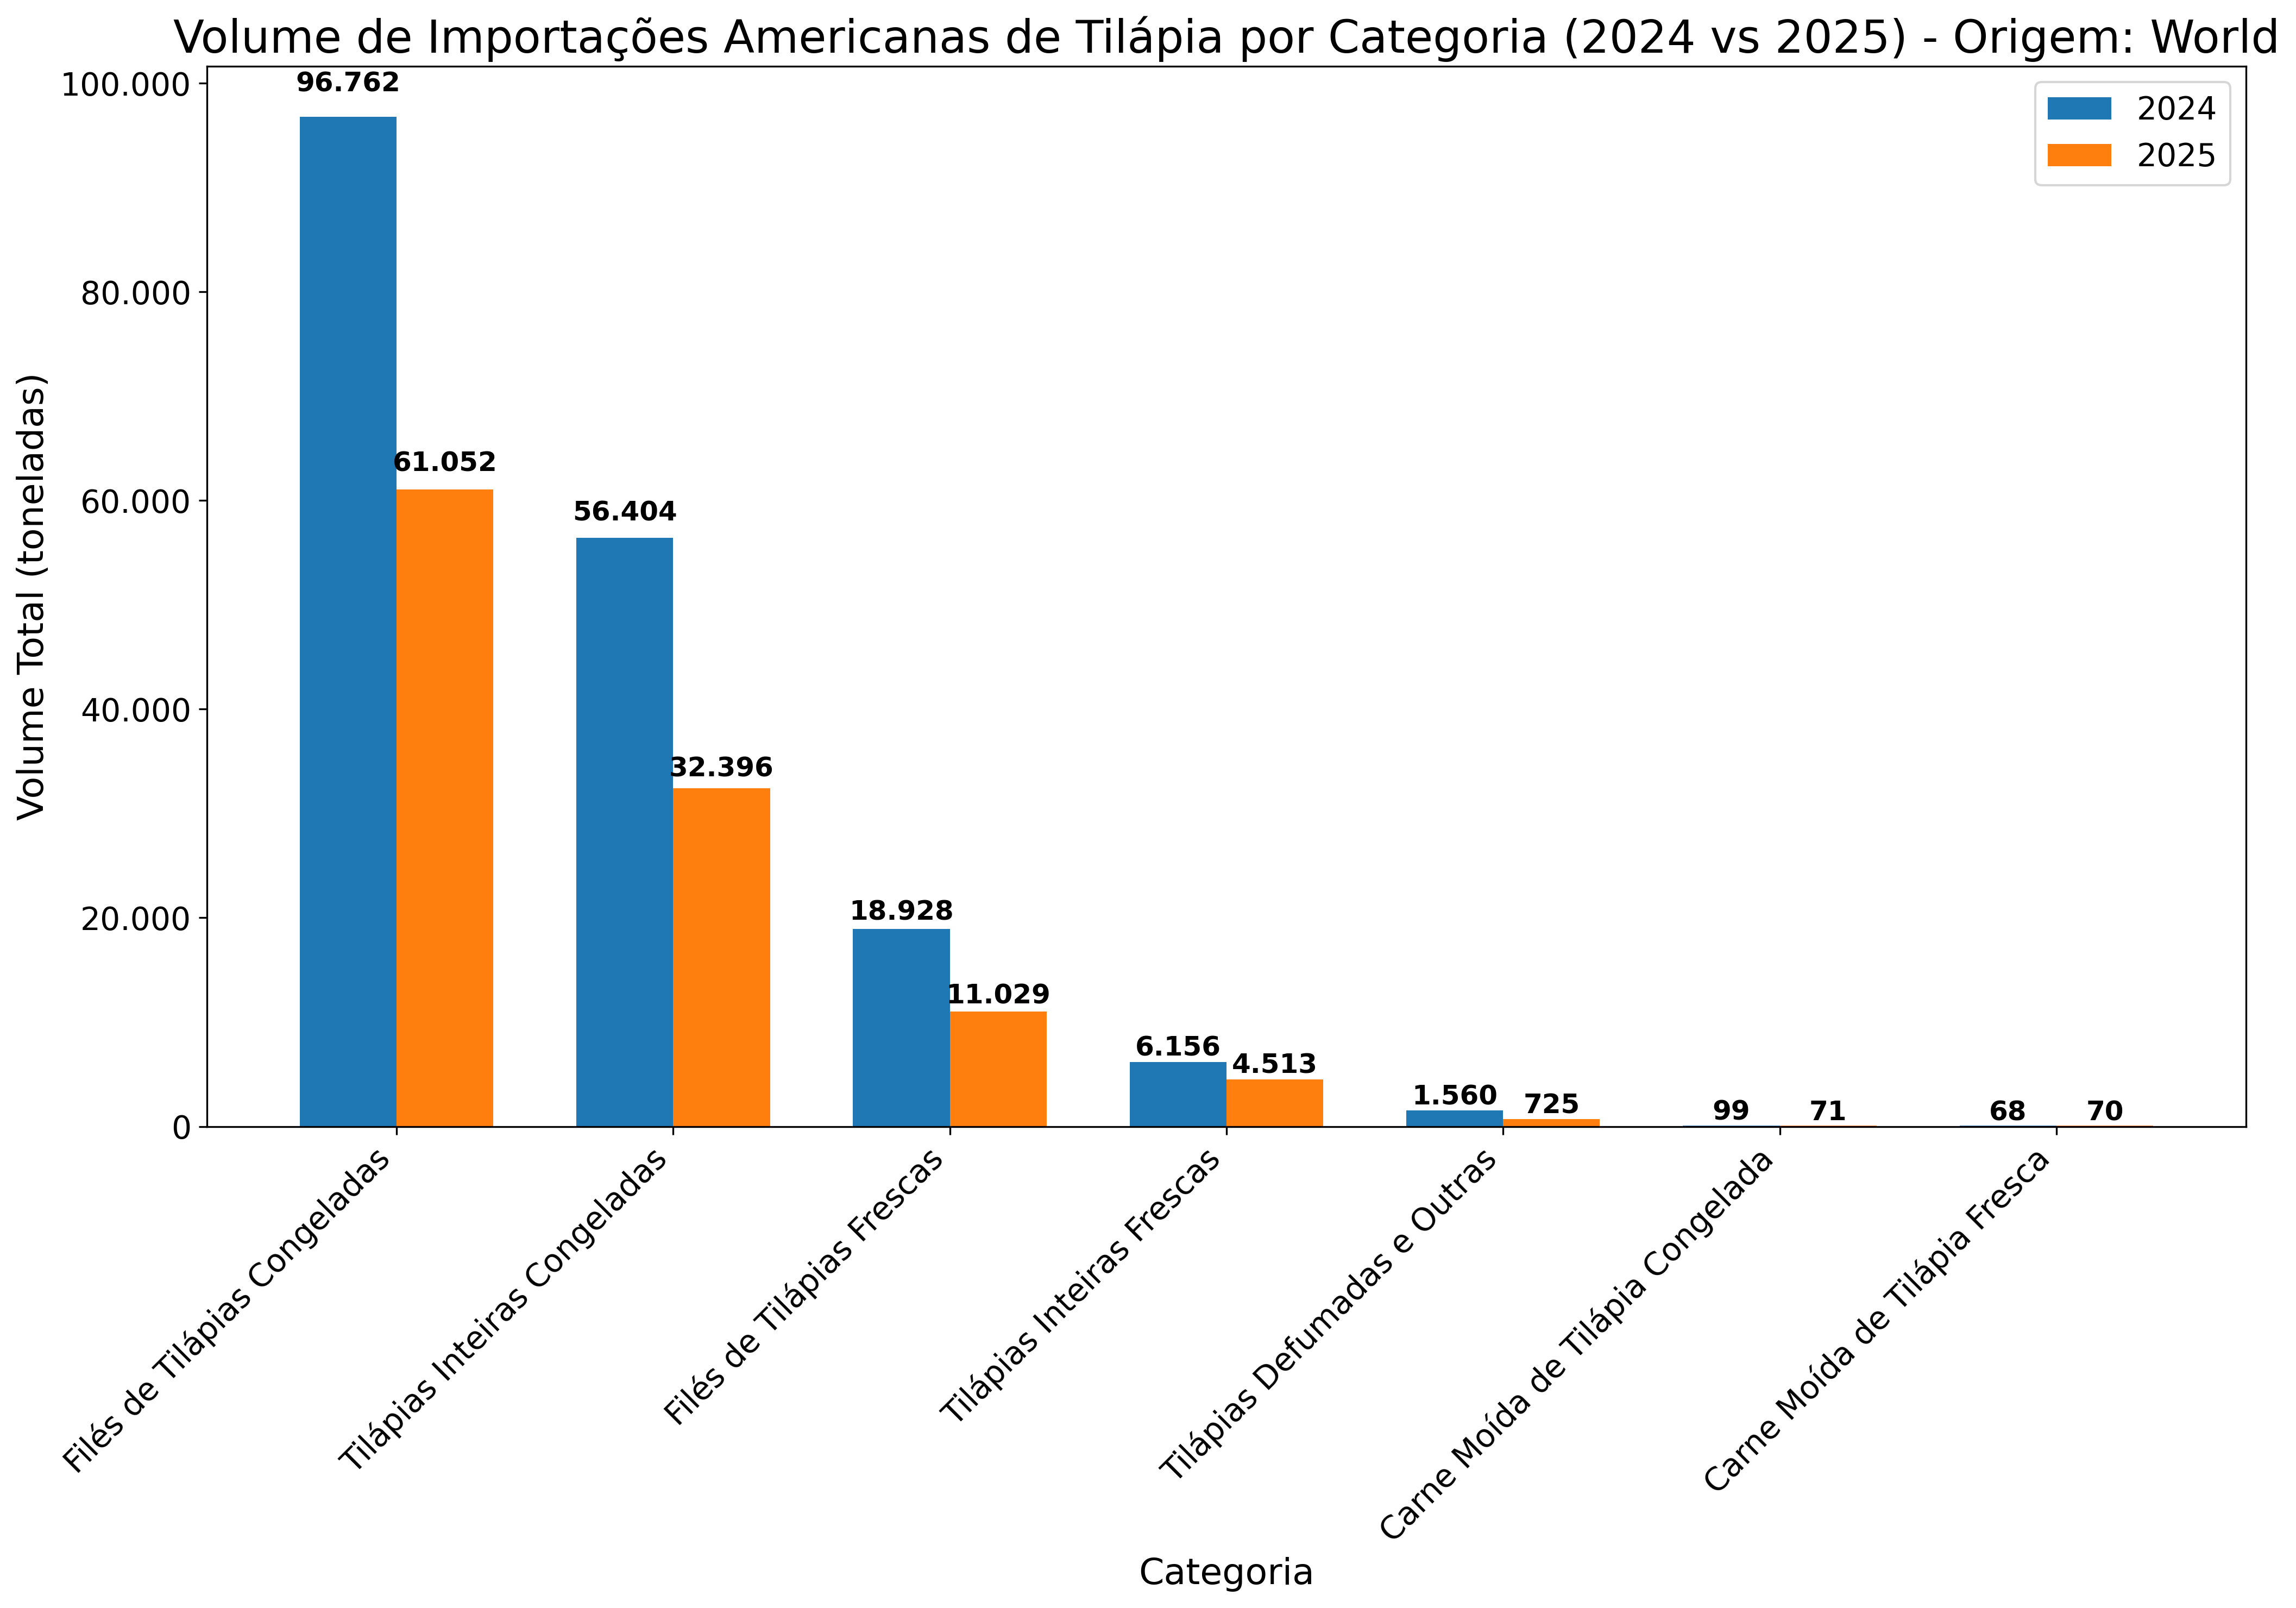 Volume de Importações Americanas de Tilápia por Categoria (2024 vs 2025) - Origem: World
100.000
80.000
60.000
40.000
20.000
0
Volume Total (toneladas)
2024
2025
96.762
61.052
56.404
32.396
18.928
11.029
6.156
4.513
1.560
725
99
71
68
70
Filés de Tilápias Congeladas
Tilápias Inteiras Congeladas
Filés de Tilápias Frescas
Tilápias Inteiras Frescas
Tilápias Defumadas e Outras
Carne Moída de Tilápia Congelada
Carne Moída de Tilápia Fresca
Categoria